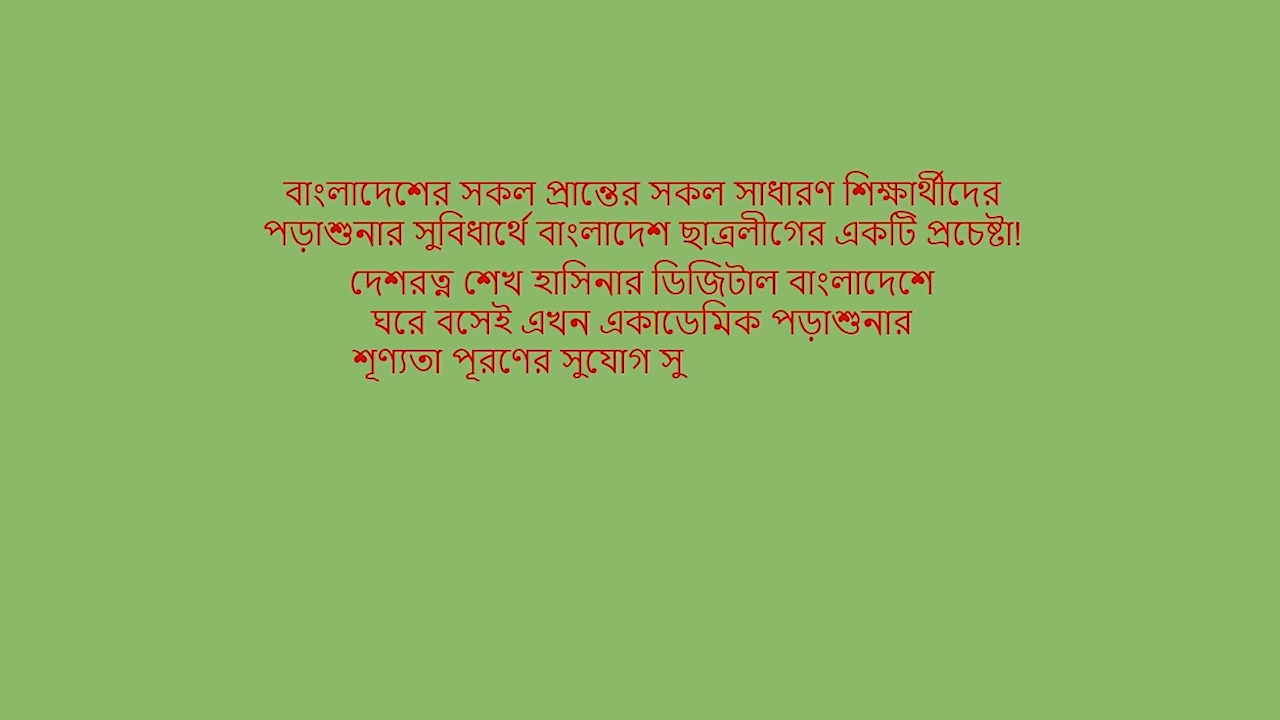 বাংলাদেশের সকল প্রান্তের সকল সাধারণ শিক্ষার্থীদের
পড়াশুনার সুবিধার্থে বাংলাদেশ ছাত্রলীগের একটি প্রচেষ্টা!
দেশরত্ন শেখ হাসিনার ডিজিটাল বাংলাদেশে
ঘরে বসেই এখন একাডেমিক পড়াশুনার
শূণ্যতা পূরণের সুযোগ সু